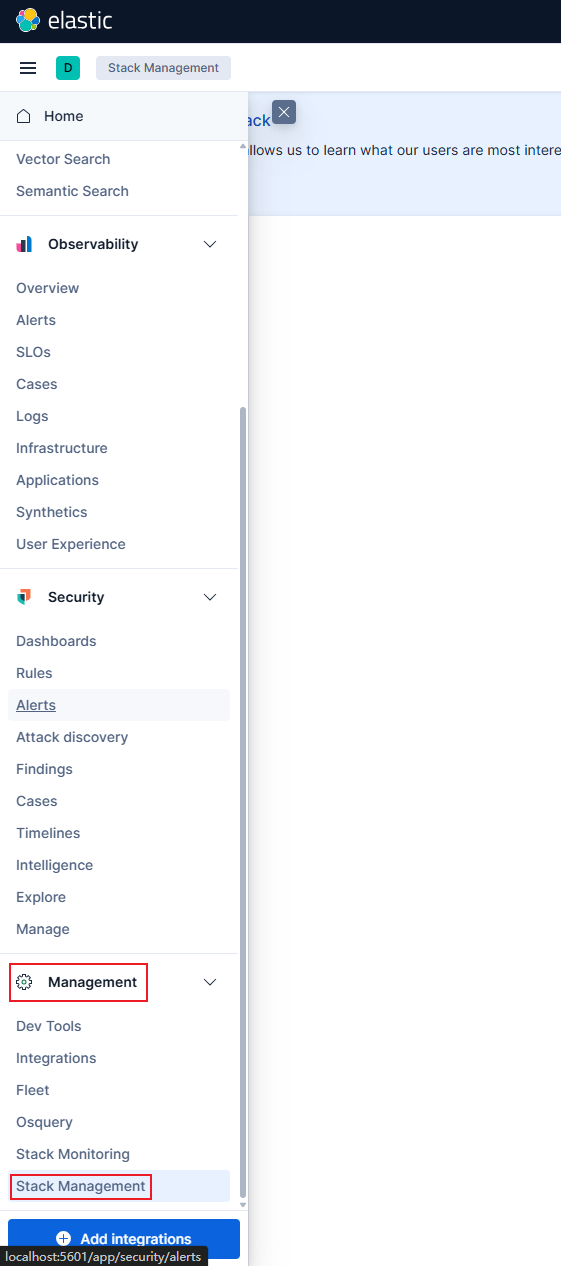 elastic
D
Stack Management
Home
ack
llows us to learn what our users are most intere
Vector Search
Semantic Search
Observability
Overview
Alerts
SLOs
Cases
Logs
Infrastructure
Applications
Synthetics
User Experience
Security
Dashboards
Rules
Alerts
Attack discovery
Findings
Cases
Timelines
Intelligence
Explore
Manage
Management
Dev Tools
Integrations
Fleet
Osquery
Stack Monitoring
Stack Management
Add integrations
localhost:5601/app/security/alerts